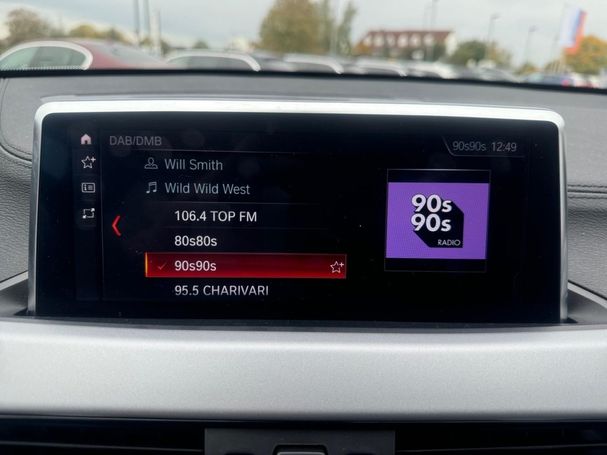 DAB/DMB
90s90s 12:49
Will Smith
Wild Wild West
106.4 TOP FM
80s80s
90s90s
95.5 CHARIVARI
90s
90s
RADIO